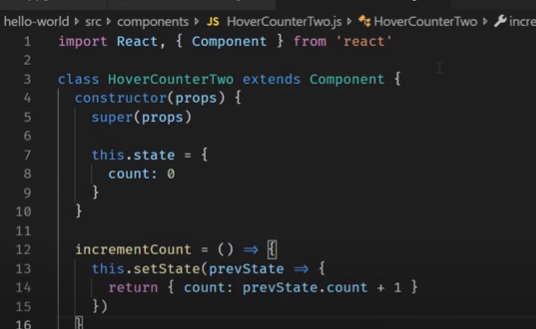 hello-world > src > components > JS HoverCounterTwo.js > HoverCounterTwo > incre
1 import React, { Component } from 'react'
2
3 class HoverCounterTwo extends Component {
4 constructor(props) {
5 super(props)
6
7 this.state = {
8 count: 0
9 }
10 }
11
12 incrementCount = () => {
13 this.setState(prevState => {
14 return { count: prevState.count + 1 }
15 })
16 }